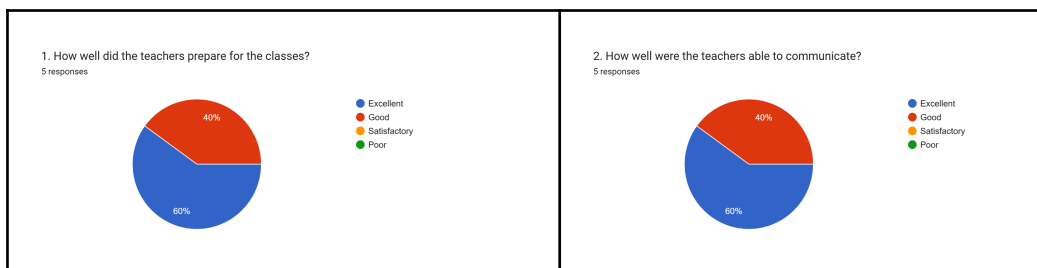 1. How well did the teachers prepare for the classes?
5 responses
40%
60%
Excellent
Good
Satisfactory
Poor
2. How well were the teachers able to communicate?
5 responses
40%
60%
Excellent
Good
Satisfactory
Poor